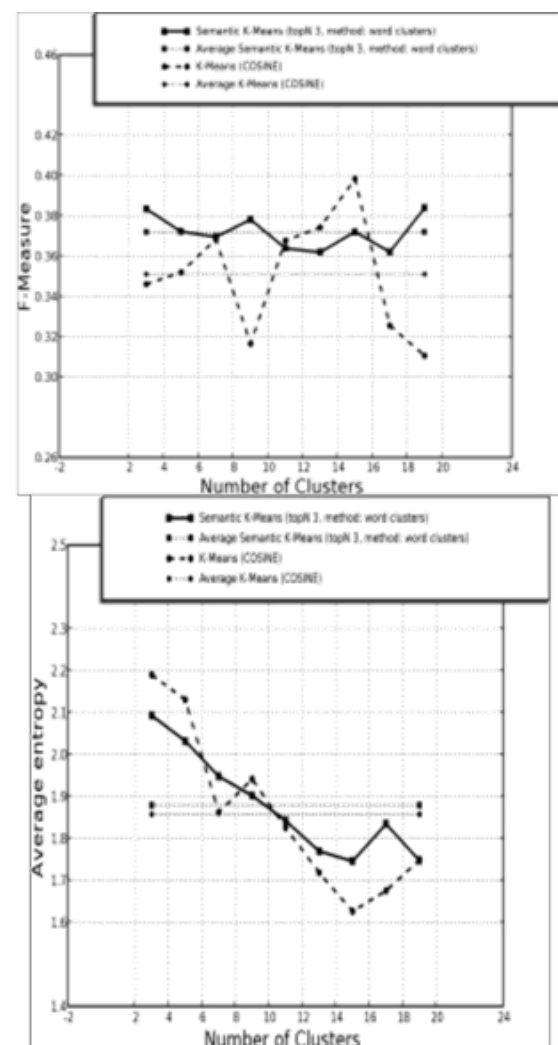 Semantic K-Means (topN 3, method: word clusters)
Average Semantic K-Means (topN 3, method: word clusters)
K-Means (COSINE)
Average K-Means (COSINE)
0.46
0.42
0.40
0.38
0.36
0.34
0.32
0.30
0.26
F-Measure
-2 4 6 8 10 12 14 16 18 20 24
Number of Clusters
Semantic K-Means (topN 3, method: word clusters)
Average Semantic K-Means (topN 3, method: word clusters)
K-Means (COSINE)
Average K-Means (COSINE)
2.5
2.3
2.2
2.1
2.0
1.9
1.8
1.7
1.6
1.4
Average entropy
-2 4 6 8 10 12 14 16 18 20 24
Number of Clusters